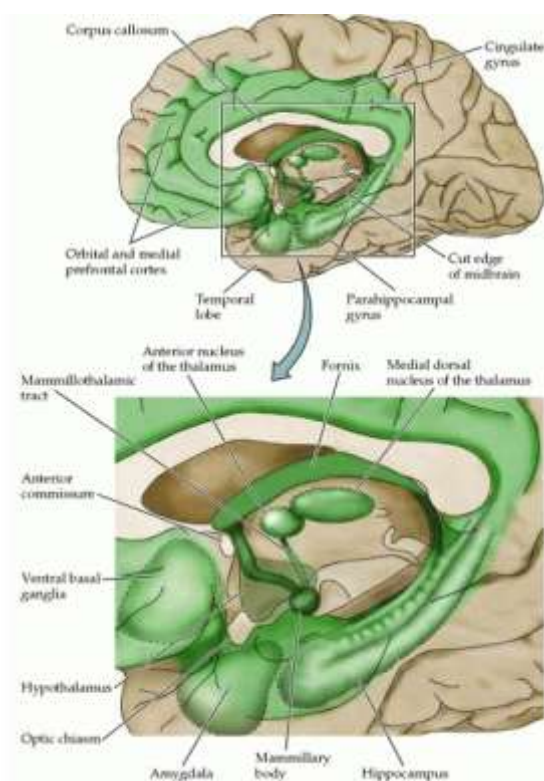 Corpus callosum
Cingulate
gyrus
Orbital and medial
prefrontal cortex
Cut edge
of midbrain
Temporal
lobe
Parahippocampal
gyrus
Anterior nucleus
of the thalamus
Fornix
Medial dorsal
nucleus of the thalamus
Mammillothalamic
tract
Anterior
commissure
Ventral basal
ganglia
Hypothalamus
Optic chiasm
Amygdala
Mammillary
body
Hippocampus